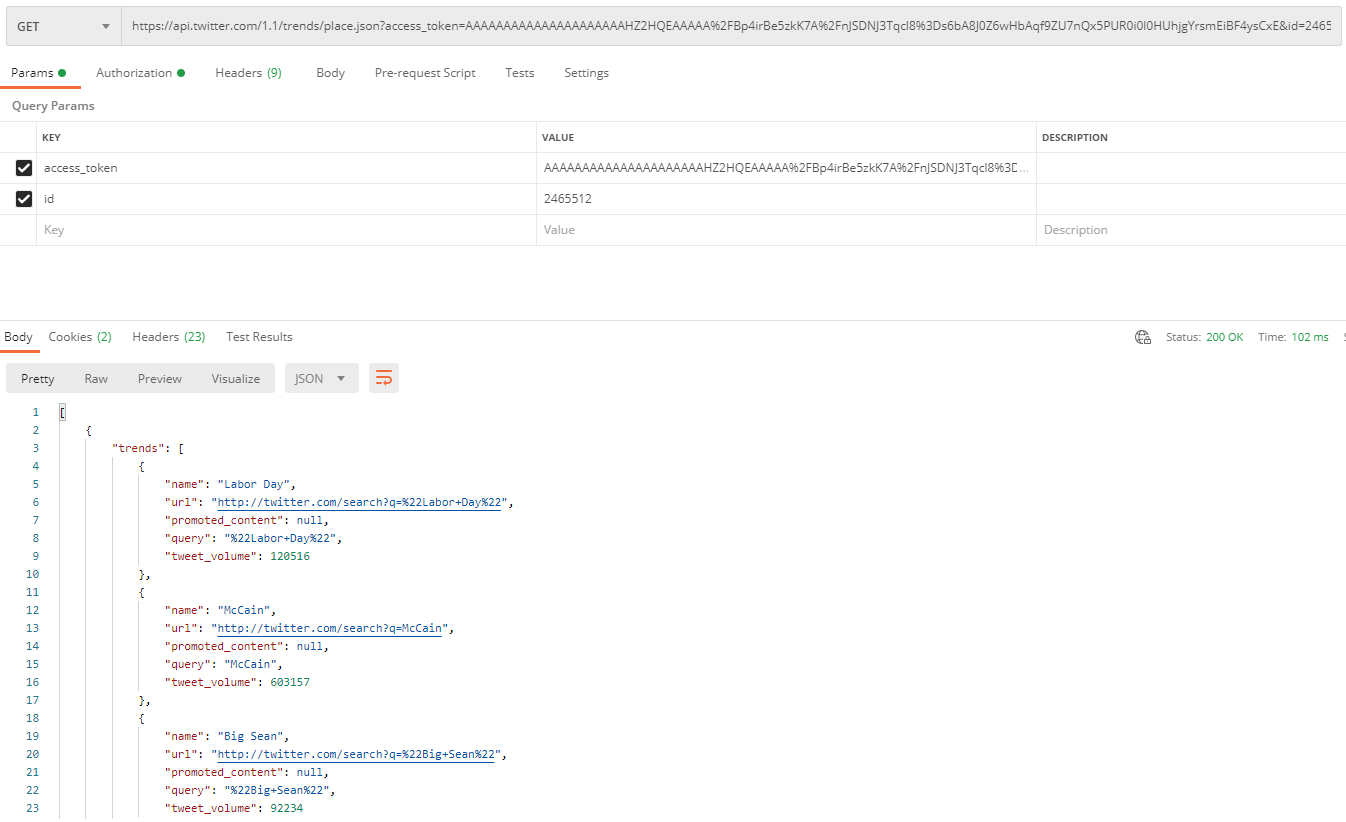 GET https://api.twitter.com/1.1/trends/place.json?access_token=AAAAAAAAAAAAAAAAAAAAAHZ2HQEAAAAA%2FBp4irBe5zkK7A%2FnJSDNJ3Tqcl8%3Ds6bA8J0Z6wHbAqf9ZU7nQx5PUR0i0I0HUhjgYrsmEiBF4ysCxE&id=2465
Params Authorization Headers (9) Body Pre-request Script Tests Settings
Query Params
KEY VALUE DESCRIPTION
access_token AAAAAAAAAAAAAAAAAAAAAHZ2HQEAAAAA%2FBp4irBe5zkK7A%2FnJSDNJ3Tqcl8%3D...
id 2465512
Key Value Description
Body Cookies (2) Headers (23) Test Results Status: 200 OK Time: 102 ms
Pretty Raw Preview Visualize JSON
1 [
2 {
3 "trends": [
4 {
5 "name": "Labor Day",
6 "url": "http://twitter.com/search?q=%22Labor+Day%22",
7 "promoted_content": null,
8 "query": "%22Labor+Day%22",
9 "tweet_volume": 120516
10 },
11 {
12 "name": "McCain",
13 "url": "http://twitter.com/search?q=McCain",
14 "promoted_content": null,
15 "query": "McCain",
16 "tweet_volume": 603157
17 },
18 {
19 "name": "Big Sean",
20 "url": "http://twitter.com/search?q=%22Big+Sean%22",
21 "promoted_content": null,
22 "query": "%22Big+Sean%22",
23 "tweet_volume": 92234